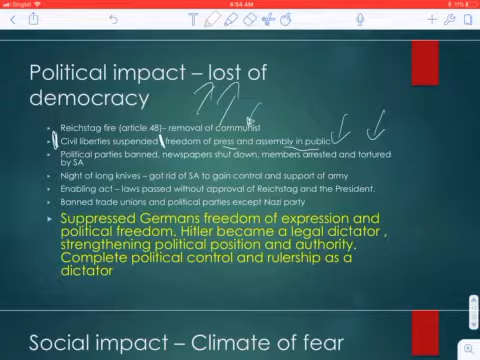 Singtel
4:54 AM
11%
Political impact – lost of
democracy
Reichstag fire (article 48)– removal of communist
Civil liberties suspended freedom of press and assembly in public
Political parties banned, newspapers shut down, members arrested and tortured
by SA
Night of long knives – got rid of SA to gain control and support of army
Enabling act – laws passed without approval of Reichstag and the President.
Banned trade unions and political parties except Nazi party
Suppressed Germans freedom of expression and
political freedom. Hitler became a legal dictator ,
strengthening political position and authority.
Complete political control and rulership as a
dictator
Social impact – Climate of fear